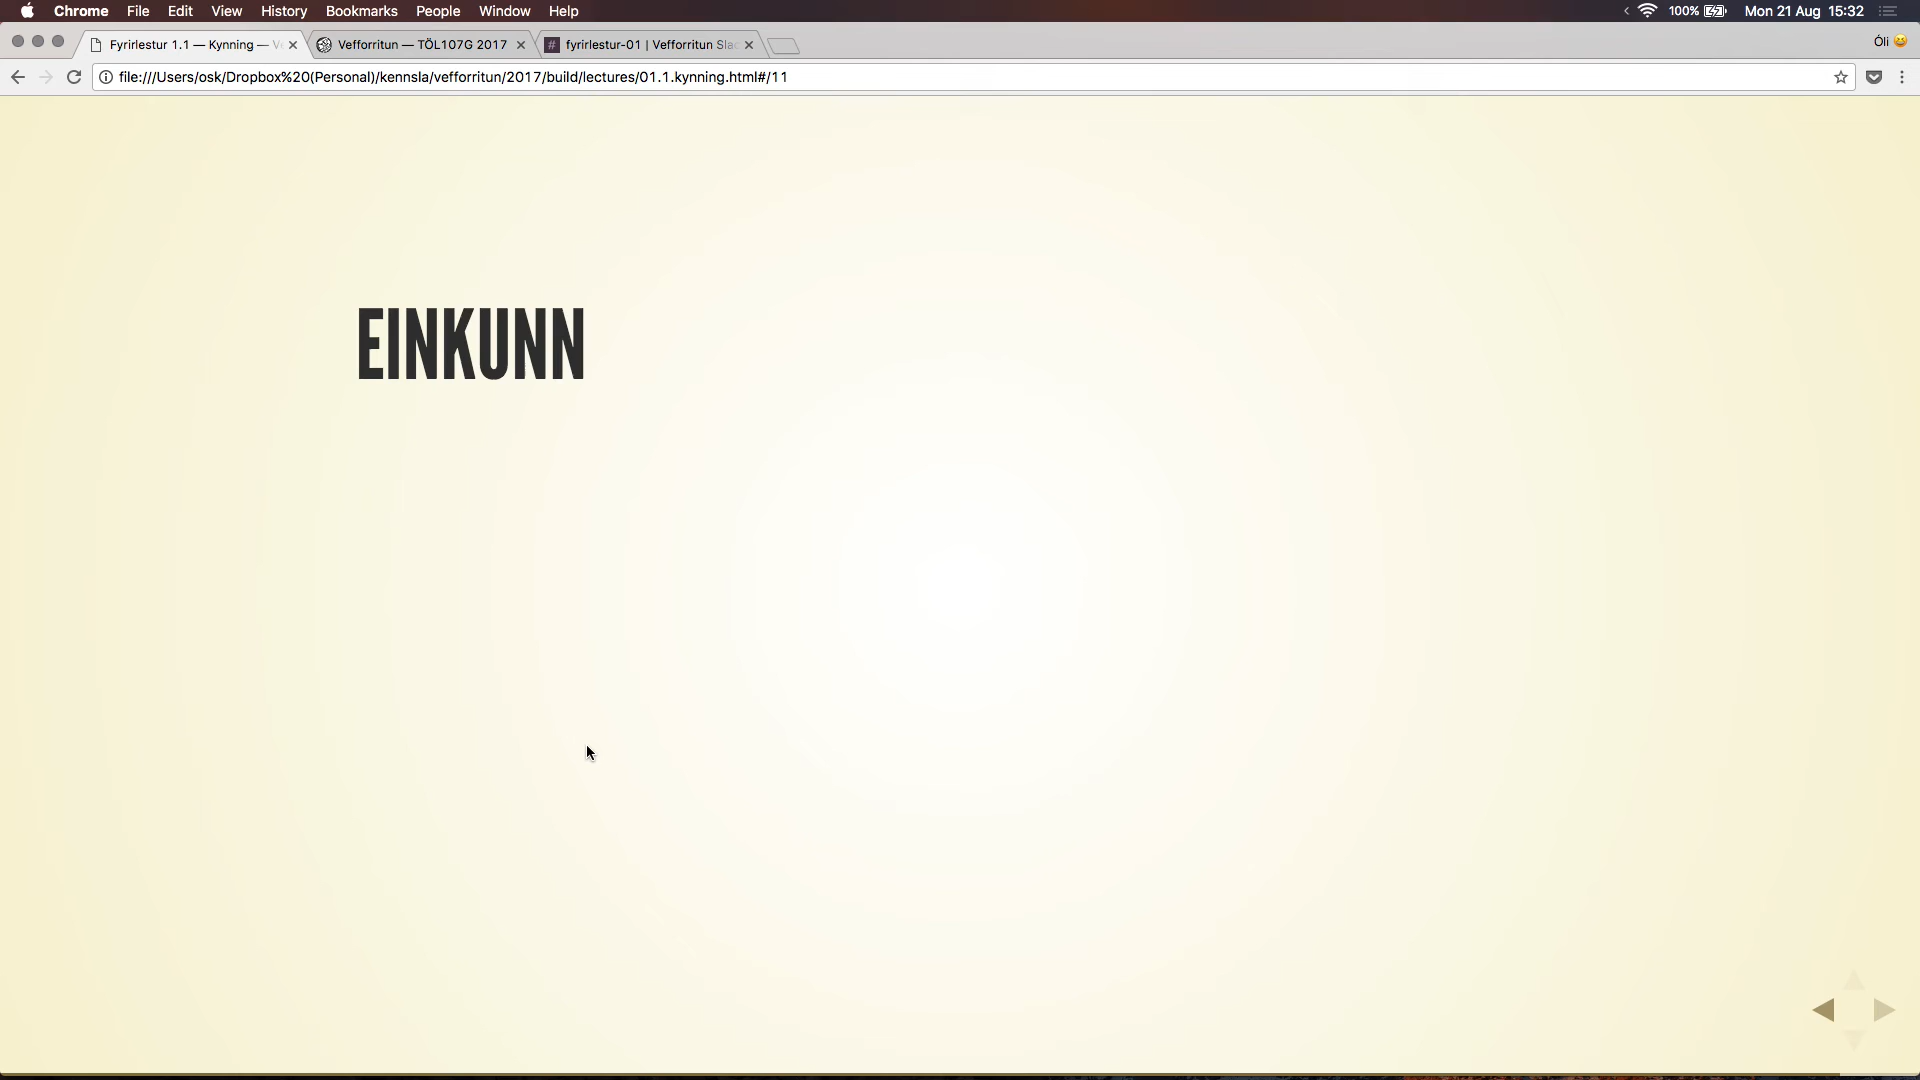 Chrome File Edit View History Bookmarks People Window Help 100% Mon 21 Aug 15:32
Fyrirlestur 1.1 — Kynning — V Vefforritun — TÖL107G 2017 fyrirlestur-01 | Vefforritun Sla Óli
file:///Users/osk/Dropbox%20(Personal)/kennsla/vefforritun/2017/build/lectures/01.1.kynning.html#/11
EINKUNN